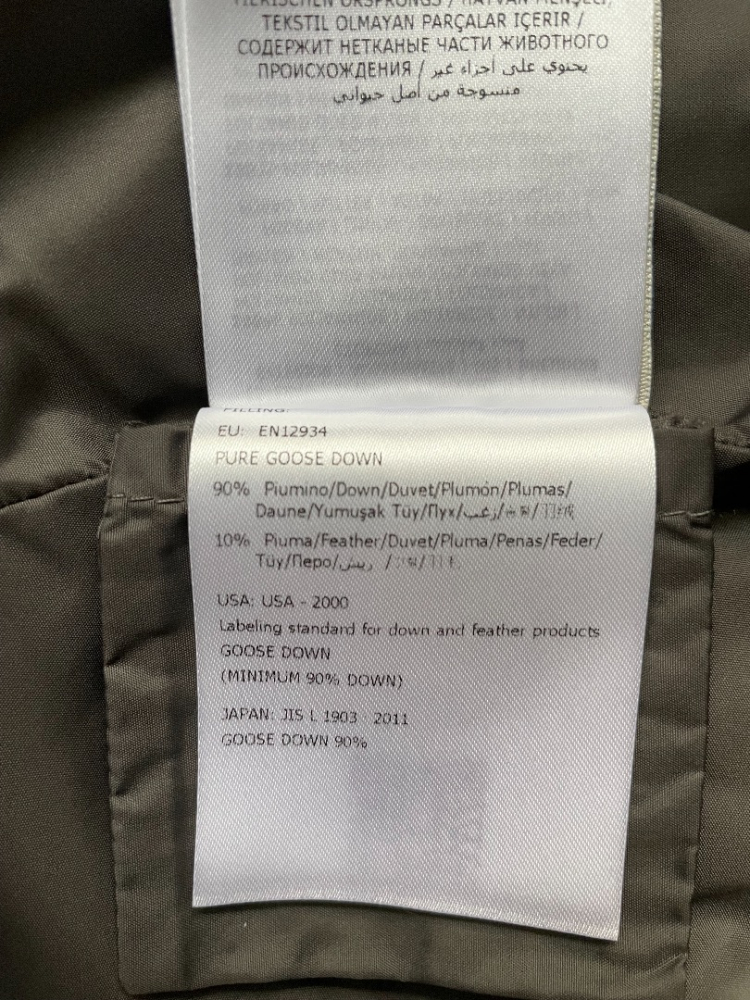 TEKSTIL OLMAYAN PARÇALAR IÇERIR /
СОДЕРЖИТ НЕТКАНЫЕ ЧАСТИ ЖИВОТНОГО
ПРОИСХОЖДЕНИЯ / يحتوي على أجزاء غير
منسوجة من أصل حيواني
FILLING:
EU: EN12934
PURE GOOSE DOWN
90% Piumino/Down/Duvet/Plumón/Plumas/
Daune/Yumuşak Tüy/Пух/زغب/
10% Piuma/Feather/Duvet/Pluma/Penas/Feder/
Tüy/Перо/ريش /
USA: USA - 2000
Labeling standard for down and feather products
GOOSE DOWN
(MINIMUM 90% DOWN)
JAPAN: JIS L 1903 - 2011
GOOSE DOWN 90%